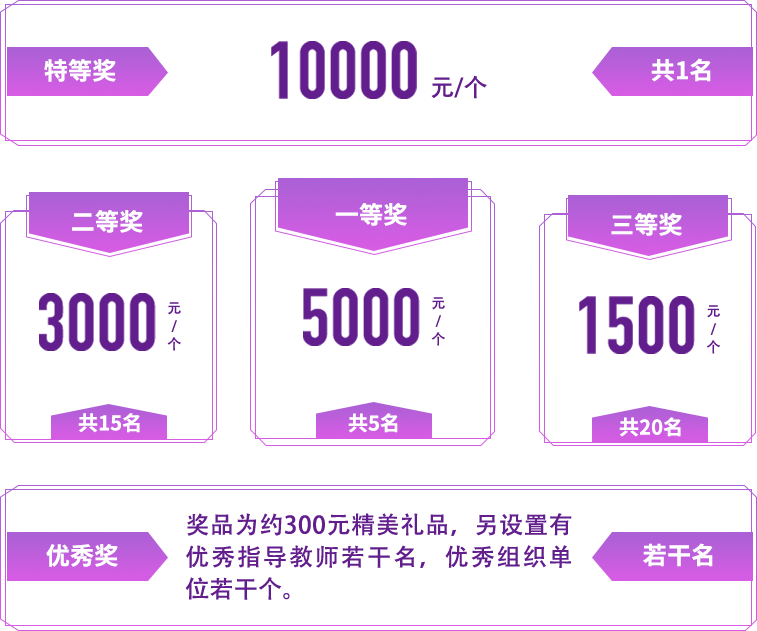 特等奖
10000 元/个
共1名
二等奖
3000
元/个
共15名
一等奖
5000
元/个
共5名
三等奖
1500
元/个
共20名
优秀奖
奖品为约300元精美礼品，另设置有
优秀指导教师若干名，优秀组织单
位若干个。
若干名